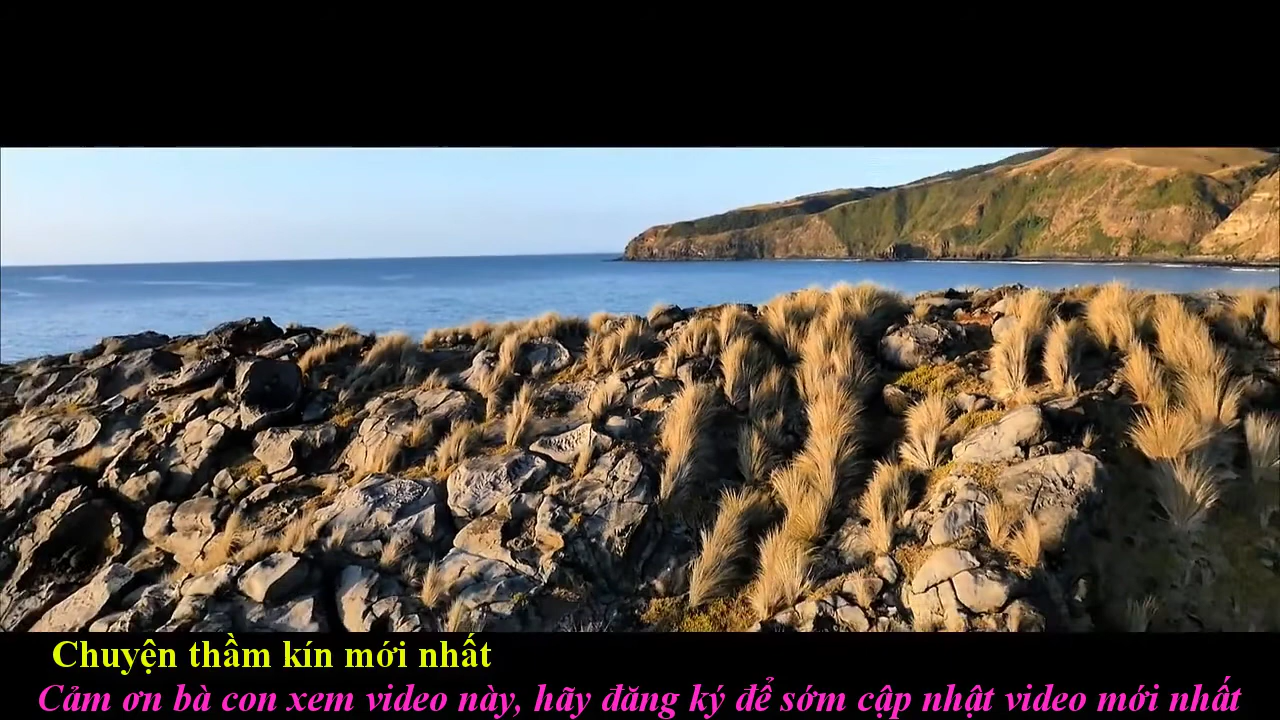 Chuyện thầm kín mới nhất
Cảm ơn bà con xem video này, hãy đăng ký để sớm cập nhật video mới nhất